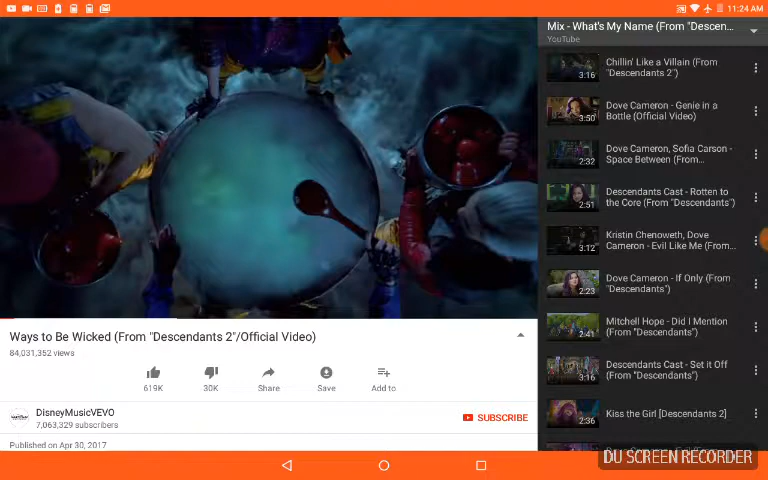 11:24 AM
Mix - What's My Name (From "Descen...
YouTube
Chillin' Like a Villain (From
"Descendants 2")
3:16
Dove Cameron - Genie in a
Bottle (Official Video)
3:50
Dove Cameron, Sofia Carson -
Space Between (From...
2:32
Descendants Cast - Rotten to
the Core (From "Descendants")
2:51
Kristin Chenoweth, Dove
Cameron - Evil Like Me (From...
3:12
Dove Cameron - If Only (From
"Descendants")
2:23
Mitchell Hope - Did I Mention
(From "Descendants")
2:41
Descendants Cast - Set it Off
(From "Descendants")
3:16
Kiss the Girl [Descendants 2]
2:36
Ways to Be Wicked (From "Descendants 2"/Official Video)
84,031,352 views
619K
30K
Share
Save
Add to
DisneyMusicVEVO
7,063,329 subscribers
SUBSCRIBE
Published on Apr 30, 2017
DU SCREEN RECORDER